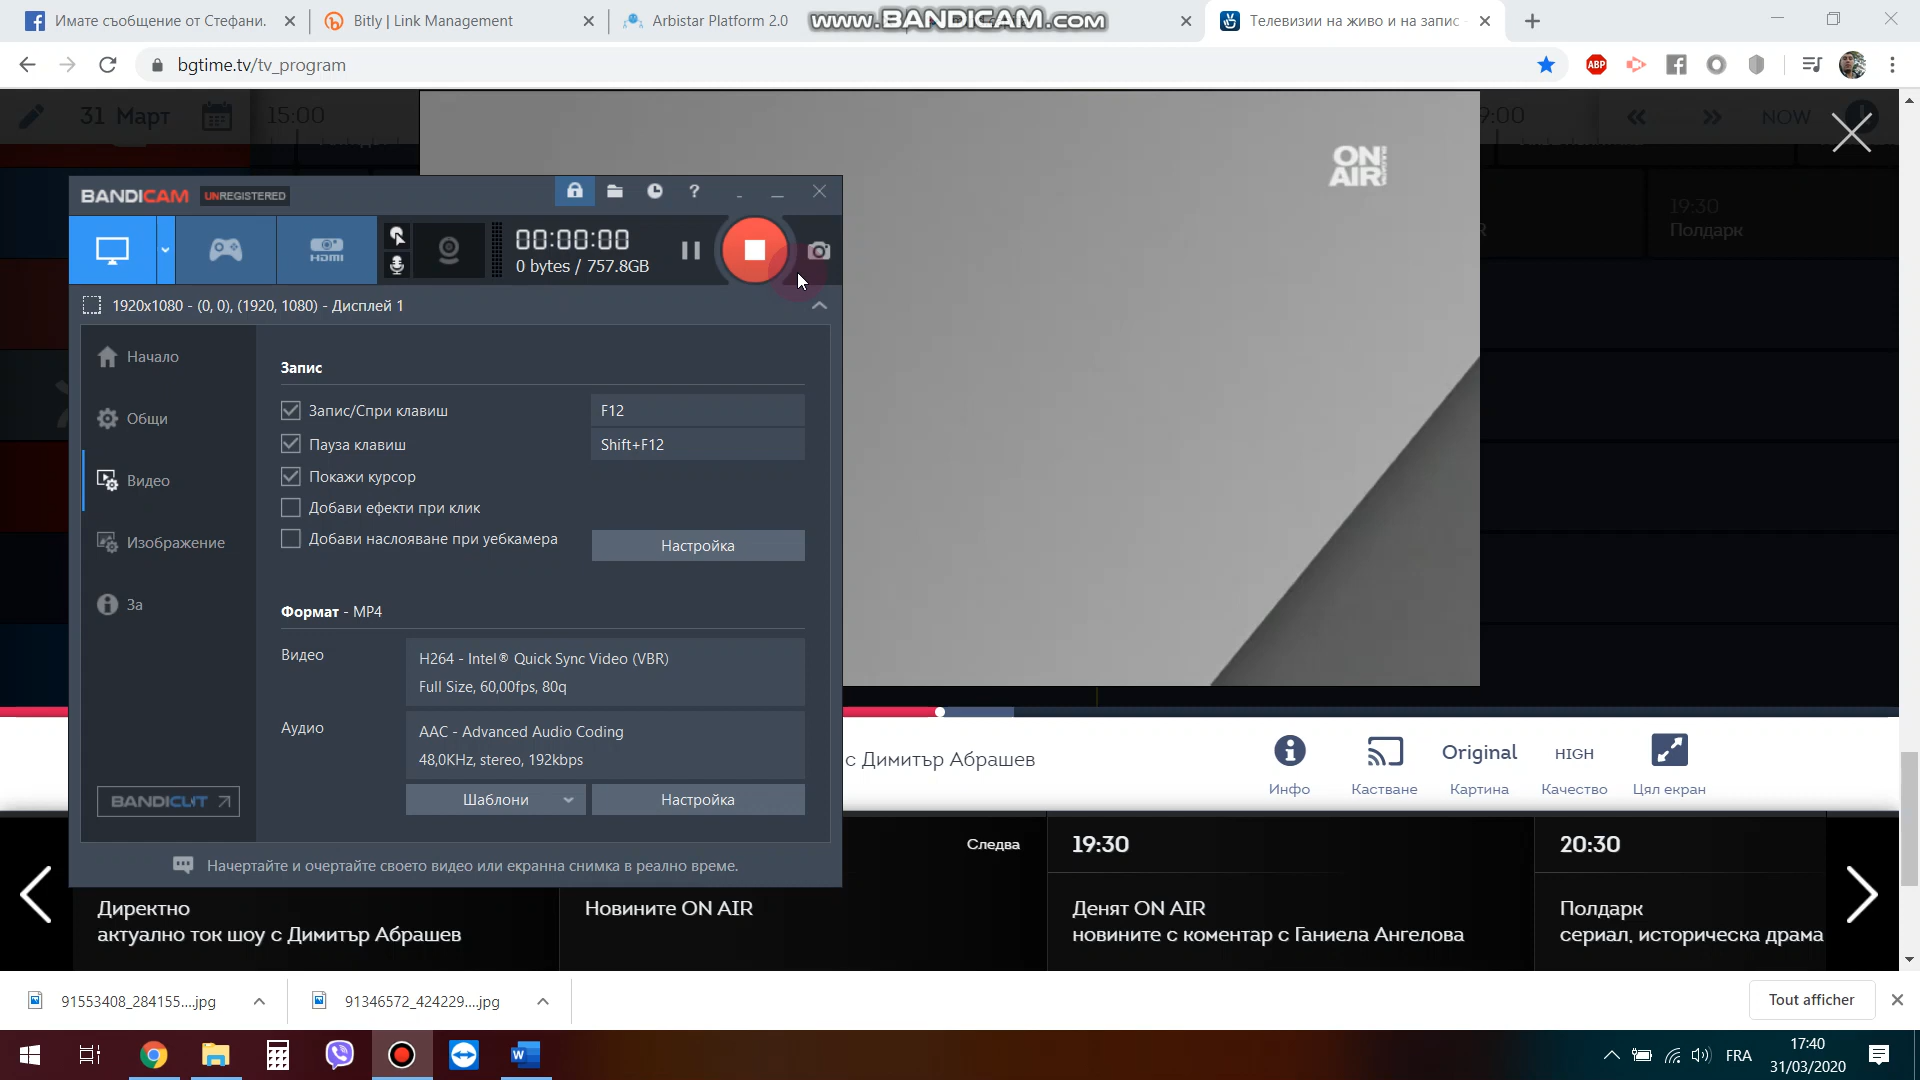 Имате съобщение от Стефани.
Bitly | Link Management
Arbistar Platform 2.0
www.BANDICAM.com
Телевизии на живо и на запис -
bgtime.tv/tv_program
ABP
31 Март
15:00
9:00
NOW
ON
AIR
BULGARIA
19:30
Полдарк
BANDICAM
UNREGISTERED
?
HDMI
00:00:00
0 bytes / 757.8GB
1920x1080 - (0, 0), (1920, 1080) - Дисплей 1
Начало
Общи
Видео
Изображение
За
BANDICUT
Запис
Запис/Спри клавиш
F12
Пауза клавиш
Shift+F12
Покажи курсор
Добави ефекти при клик
Добави наслояване при уебкамера
Настройка
Формат - MP4
Видео
H264 - Intel® Quick Sync Video (VBR)
Full Size, 60,00fps, 80q
Аудио
AAC - Advanced Audio Coding
48,0KHz, stereo, 192kbps
Шаблони
Настройка
Начертайте и очертайте своето видео или екранна снимка в реално време.
с Димитър Абрашев
Инфо
Кастване
Original
Картина
HIGH
Качество
Цял екран
Директно
актуално ток шоу с Димитър Абрашев
Следва
Новините ON AIR
19:30
Денят ON AIR
новините с коментар с Ганиела Ангелова
20:30
Полдарк
сериал, историческа драма
91553408_284155....jpg
91346572_424229....jpg
Tout afficher
FRA
17:40
31/03/2020